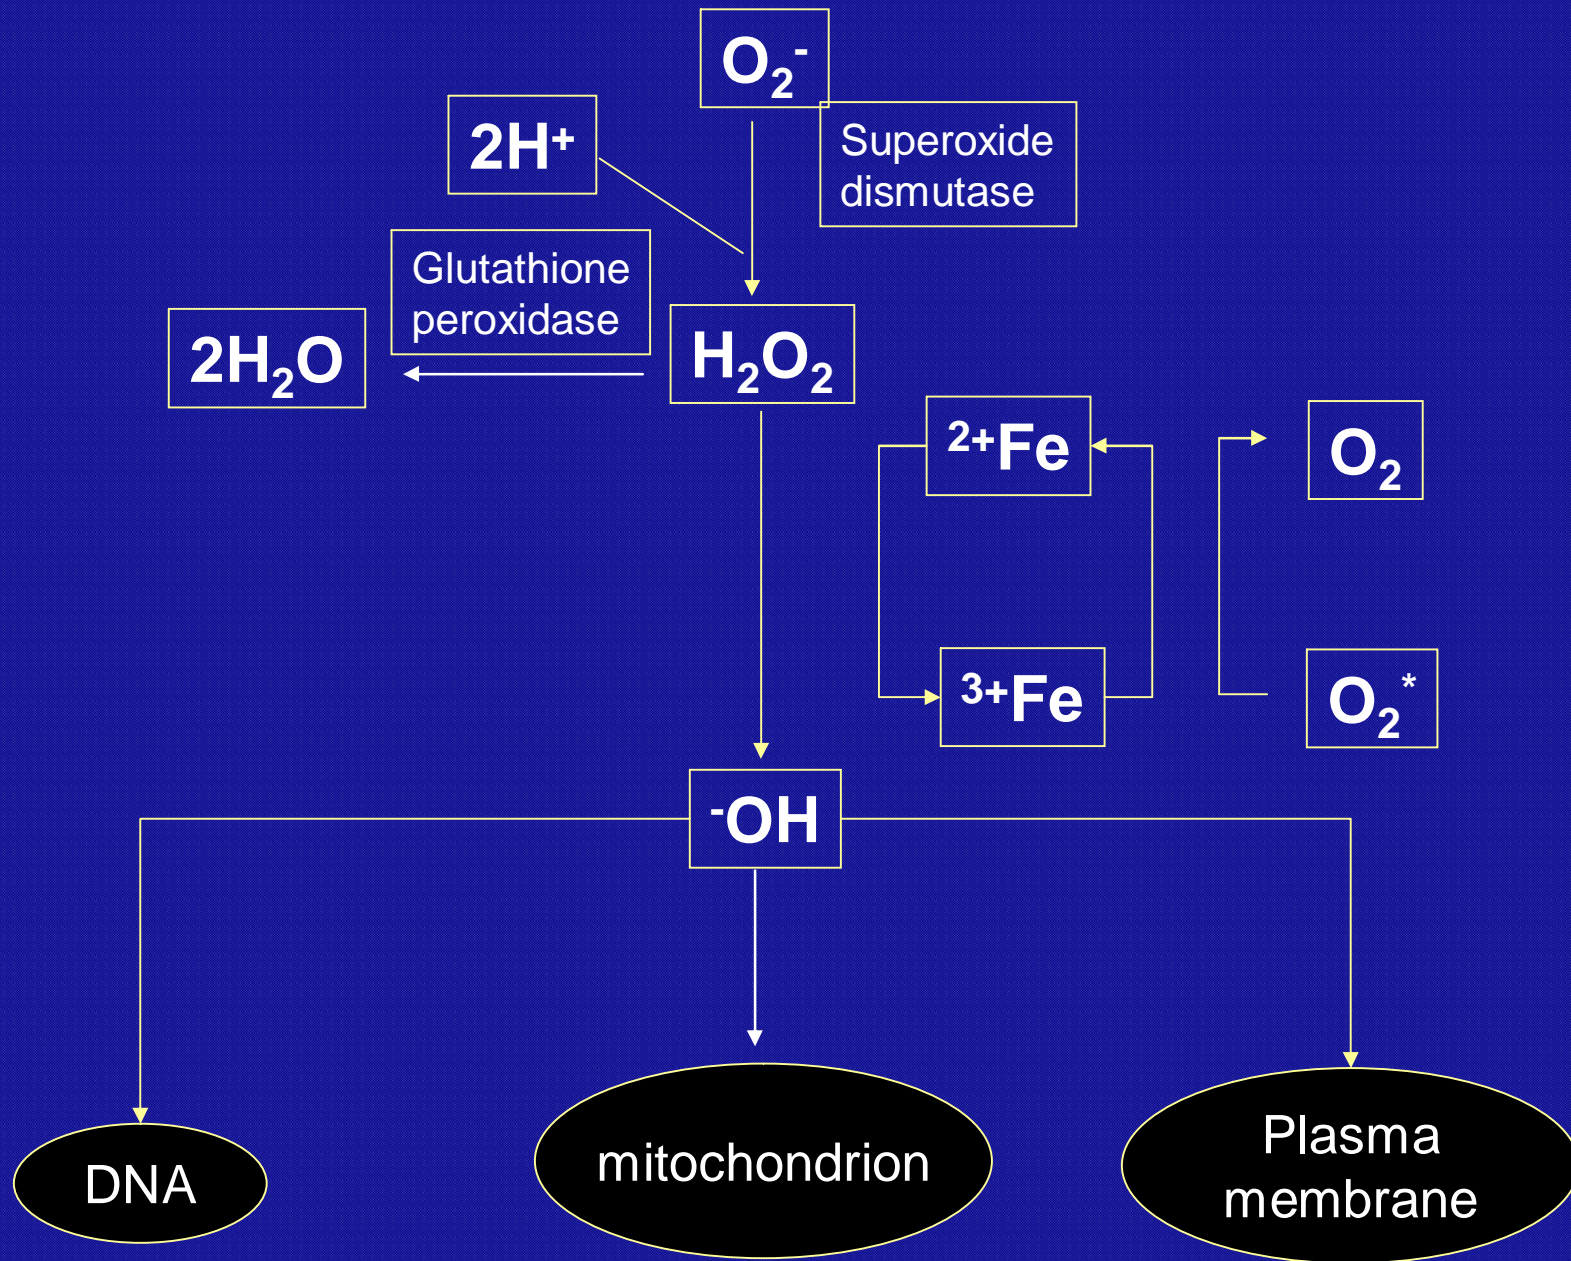 O₂⁻
2H⁺
Superoxide
dismutase
Glutathione
peroxidase
2H₂O
H₂O₂
²⁺Fe
O₂
³⁺Fe
O₂*
⁻OH
DNA
mitochondrion
Plasma
membrane